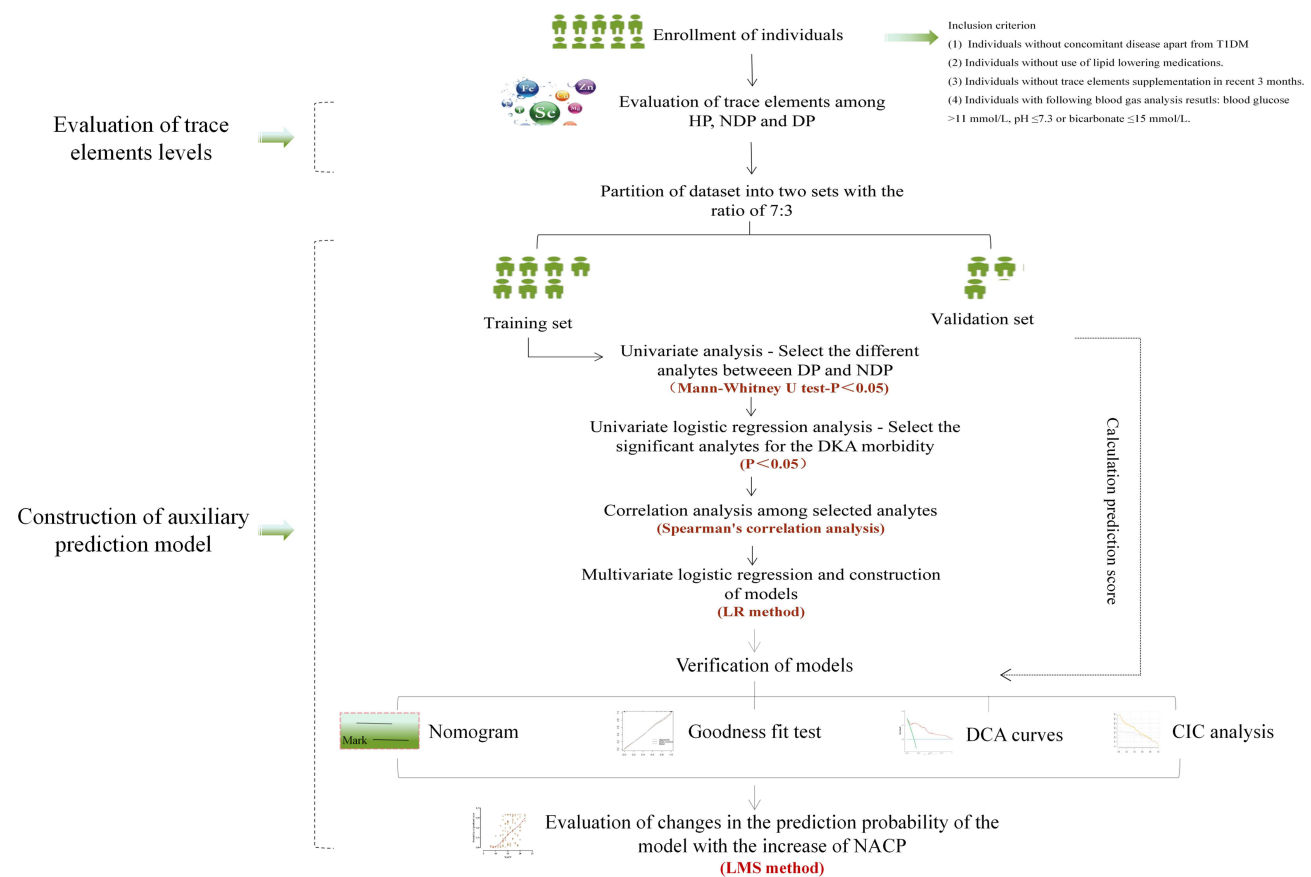 Enrollment of individuals
Inclusion criterion
(1) Individuals without concomitant disease apart from T1DM
(2) Individuals without use of lipid lowering medications.
(3) Individuals without trace elements supplementation in recent 3 months.
(4) Individuals with following blood gas analysis resutls: blood glucose
>11 mmol/L, pH ≤7.3 or bicarbonate ≤15 mmol/L.
Fe
Zn
Cu
Se
Mg
Evaluation of trace elements among
HP, NDP and DP
Evaluation of trace
elements levels
Partition of dataset into two sets with the
ratio of 7:3
Training set
Validation set
Univariate analysis - Select the different
analytes betweeen DP and NDP
(Mann-Whitney U test-P＜0.05)
Univariate logistic regression analysis - Select the
significant analytes for the DKA morbidity
(P＜0.05)
Correlation analysis among selected analytes
(Spearman's correlation analysis)
Multivariate logistic regression and construction
of models
(LR method)
Calculation prediction score
Construction of auxiliary
prediction model
Verification of models
Mark
Nomogram
Goodness fit test
DCA curves
CIC analysis
Evaluation of changes in the prediction probability of the
model with the increase of NACP
(LMS method)